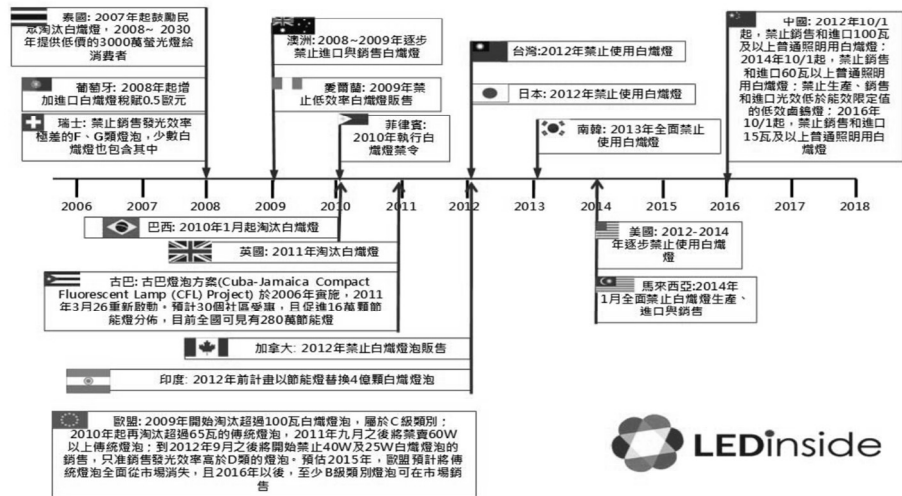 泰國: 2007年起鼓勵民
眾淘汰白熾燈，2008~ 2030
年提供低價的3000萬螢光燈給
消費者
葡萄牙: 2008年起增
加進口白熾燈稅賦0.5歐元
瑞士: 禁止銷售發光效率
極差的F、G類燈泡，少數白
熾燈也包含其中
澳洲: 2008~2009年逐步
禁止進口與銷售白熾燈
愛爾蘭: 2009年禁
止低效率白熾燈販售
菲律賓:
2010年執行白
熾燈禁令
台灣:2012年禁止使用白熾燈
日本: 2012年禁止使用白熾燈
南韓: 2013年全面禁止
使用白熾燈
中國: 2012年10/1
起，禁止銷售和進口100瓦
及以上普通照明用白熾燈；
2014年10/1起，禁止銷售
和進口60瓦以上普通照明
用白熾燈；禁止生產、銷售
和進口光效低於能效限定值
的低效鹵鎢燈；2016年
10/1起，禁止銷售和進口
15瓦及以上普通照明用白
熾燈
2006 2007 2008 2009 2010 2011 2012 2013 2014 2015 2016 2017 2018
巴西: 2010年1月起淘汰白熾燈
英國: 2011年淘汰白熾燈
古巴: 古巴燈泡方案(Cuba-Jamaica Compact
Fluorescent Lamp (CFL) Project) 於2006年實施，2011
年3月26重新啟動。預計30個社區受惠，且促進16萬顆節
能燈分佈，目前全國可見有280萬節能燈
加拿大: 2012年禁止白熾燈泡販售
印度: 2012年前計畫以節能燈替換4億顆白熾燈泡
美國: 2012-2014
年逐步禁止使用白熾
燈
馬來西亞:2014年
1月全面禁止白熾燈生產、
進口與銷售
歐盟: 2009年開始淘汰超過100瓦白熾燈泡，屬於C級類別；
2010年起再淘汰超過65瓦的傳統燈泡，2011年九月之後將禁賣60W
以上傳統燈泡；到2012年9月之後將開始禁止40W及25W白熾燈泡的
銷售，只准銷售發光效率高於D類的燈泡。預估2015年，歐盟預計將傳
統燈泡全面從市場消失，且2016年以後，至少B級類別燈泡可在市場銷
售
LEDinside